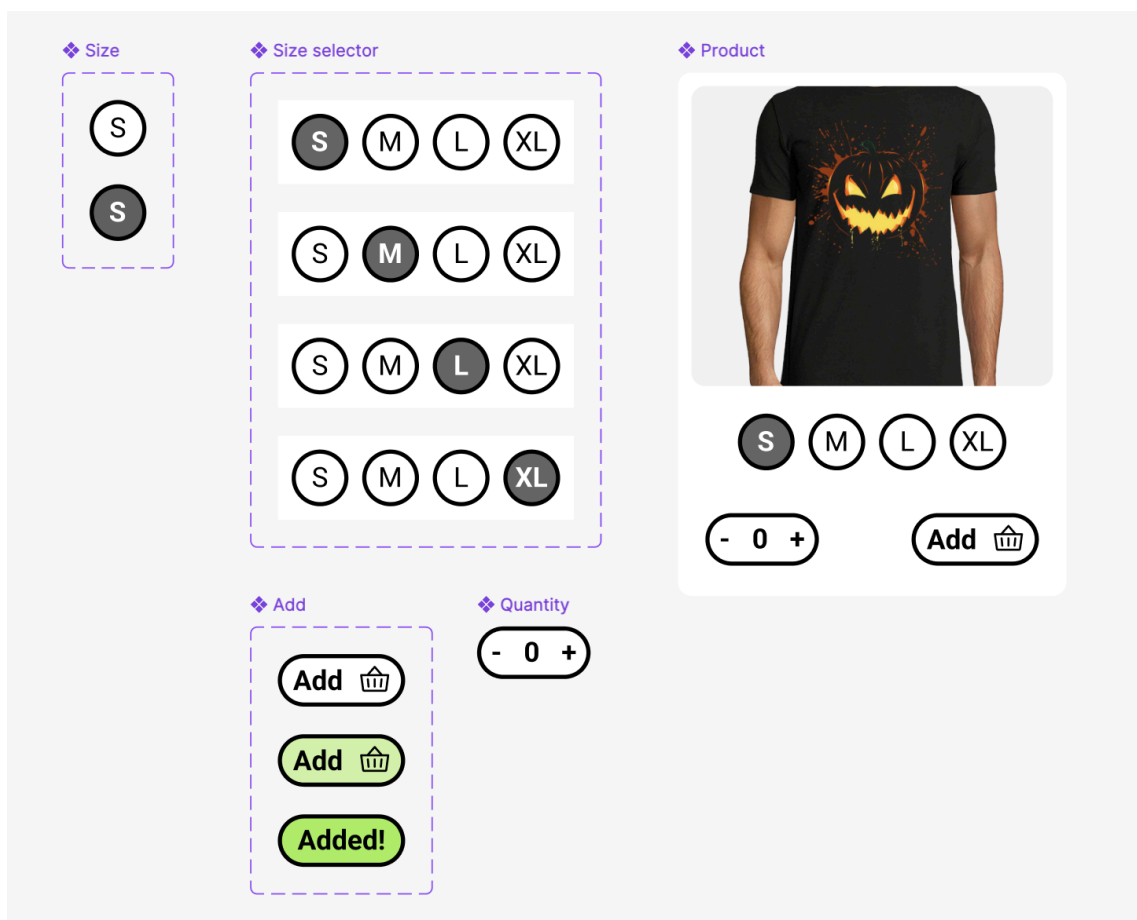 Size
S
S
Size selector
S M L XL
S M L XL
S M L XL
S M L XL
Product
S M L XL
- 0 +
Add
Add
Add
Add
Added!
Quantity
- 0 +